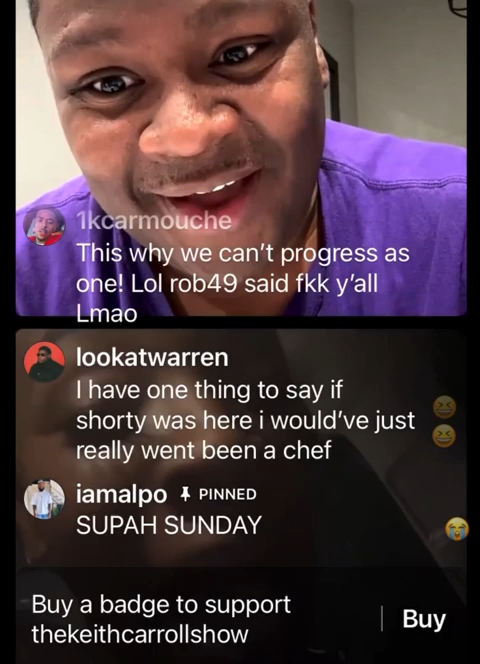 1kcarmouche
This why we can't progress as
one! Lol rob49 said fkk y'all
Lmao
lookatwarren
I have one thing to say if
shorty was here i would've just
really went been a chef
iamalpo PINNED
SUPAH SUNDAY
Buy a badge to support
thekeithcarrollshow
Buy